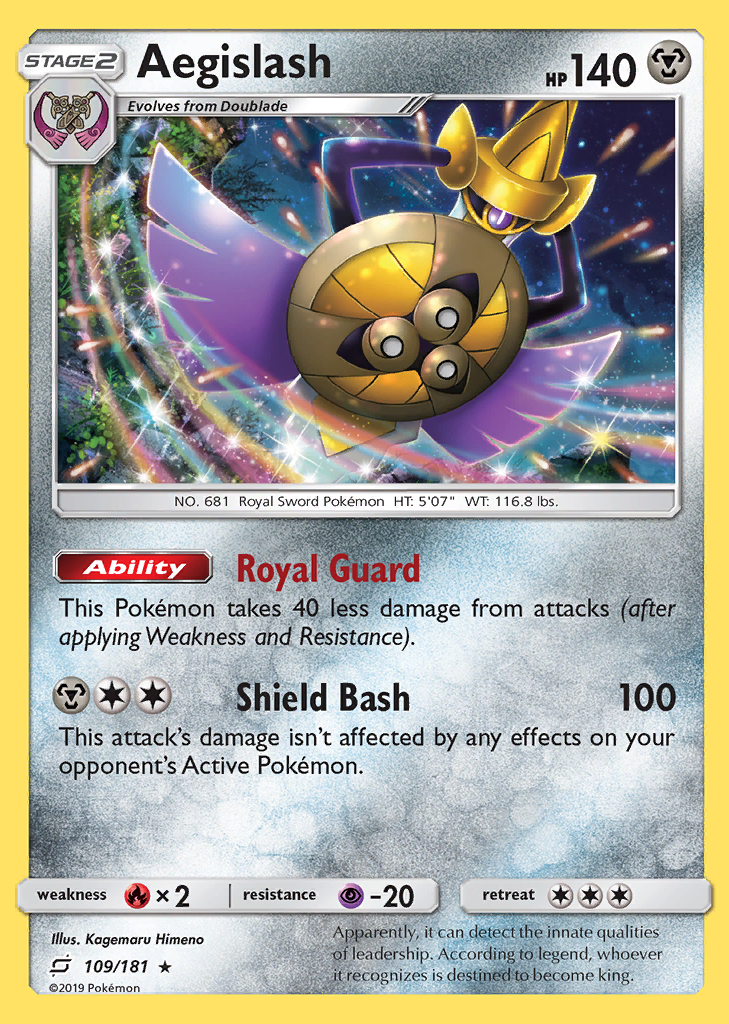 STAGE2 Aegislash HP 140
Evolves from Doublade
NO. 681 Royal Sword Pokémon HT: 5'07" WT: 116.8 lbs.
Ability Royal Guard
This Pokémon takes 40 less damage from attacks (after
applying Weakness and Resistance).
Shield Bash 100
This attack's damage isn't affected by any effects on your
opponent's Active Pokémon.
weakness ×2 resistance -20 retreat
Illus. Kagemaru Himeno
109/181 ★
©2019 Pokémon
Apparently, it can detect the innate qualities
of leadership. According to legend, whoever
it recognizes is destined to become king.